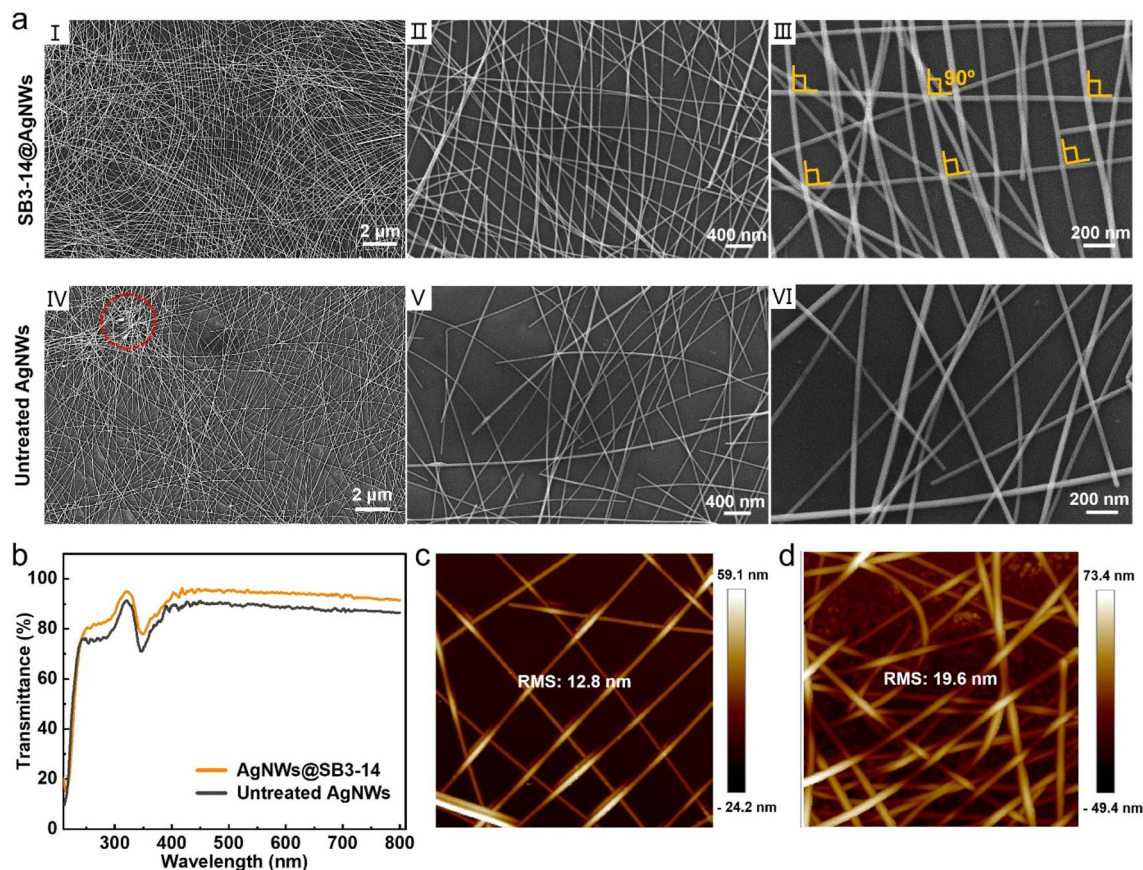 a
SB3-14@AgNWs
I
2 μm
II
400 nm
III
90°
200 nm
Untreated AgNWs
IV
2 μm
V
400 nm
VI
200 nm
b
Transmittance (%)
100
80
60
40
20
0
AgNWs@SB3-14
Untreated AgNWs
300 400 500 600 700 800
Wavelength (nm)
c
RMS: 12.8 nm
59.1 nm
- 24.2 nm
d
RMS: 19.6 nm
73.4 nm
- 49.4 nm